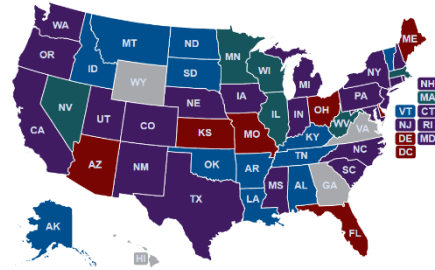 WA
ME
MT
ND
MN
OR
ID
SD
WI
NY
WY
MI
NH
NE
IA
PA
MA
NV
IL
IN
OH
VT
CT
UT
CO
WV
VA
NJ
RI
CA
KS
MO
KY
DE
MD
NC
DC
TN
AZ
NM
OK
AR
SC
MS
AL
GA
TX
LA
AK
FL
HI